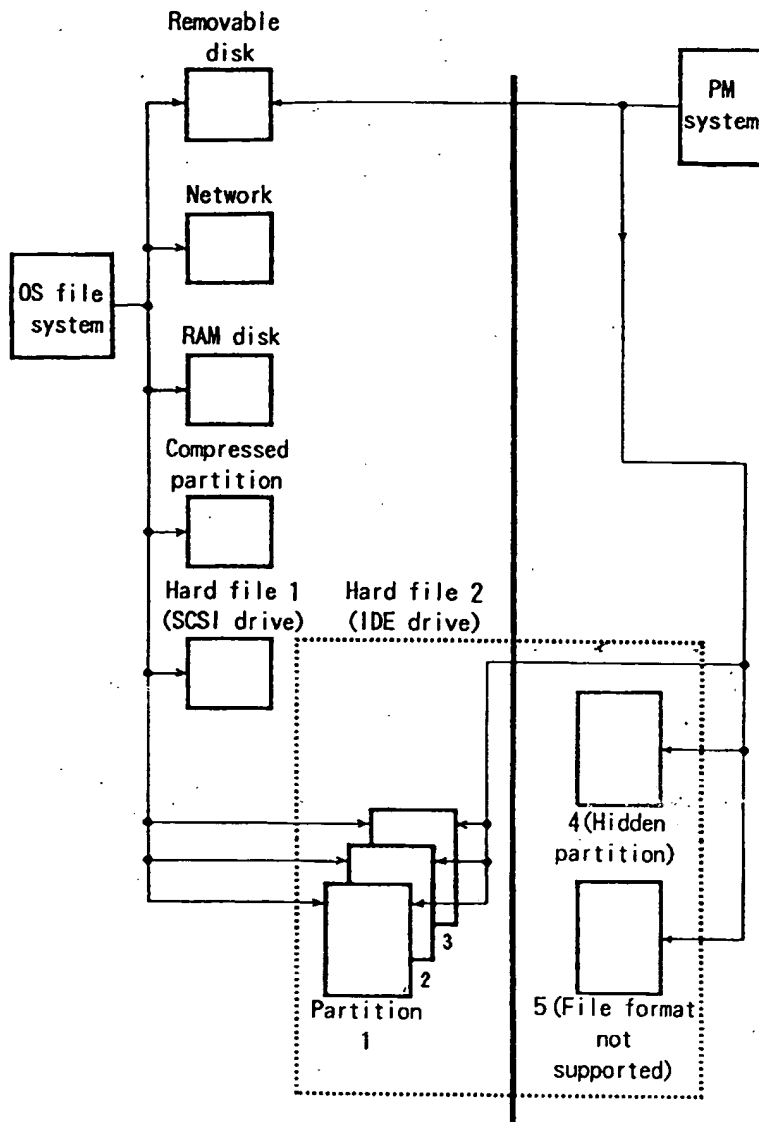 Removable
disk
PM
system
Network
OS file
system
RAM disk
Compressed
partition
Hard file 1
(SCSI drive)
Hard file 2
(IDE drive)
4(Hidden
partition)
3
2
Partition
1
5(File format
not
supported)